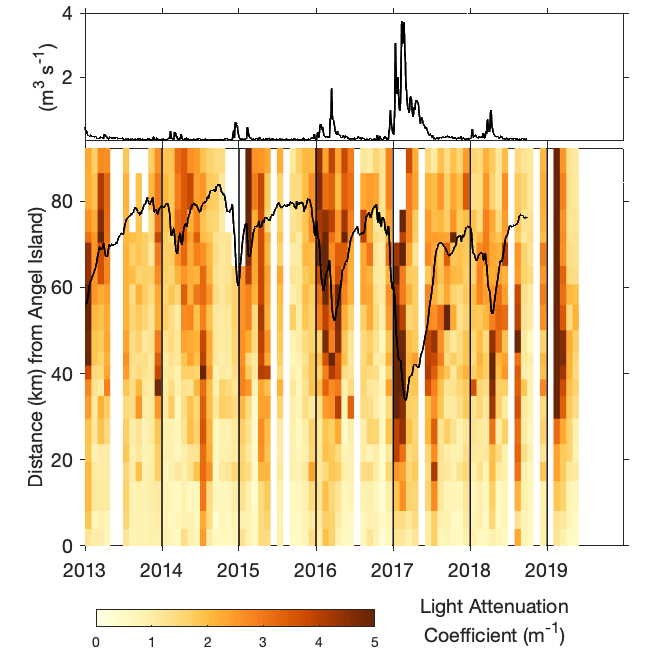 4
2
(m³ s⁻¹)
80
60
40
20
0
Distance (km) from Angel Island)
2013 2014 2015 2016 2017 2018 2019
Light Attenuation
Coefficient (m⁻¹)
0 1 2 3 4 5